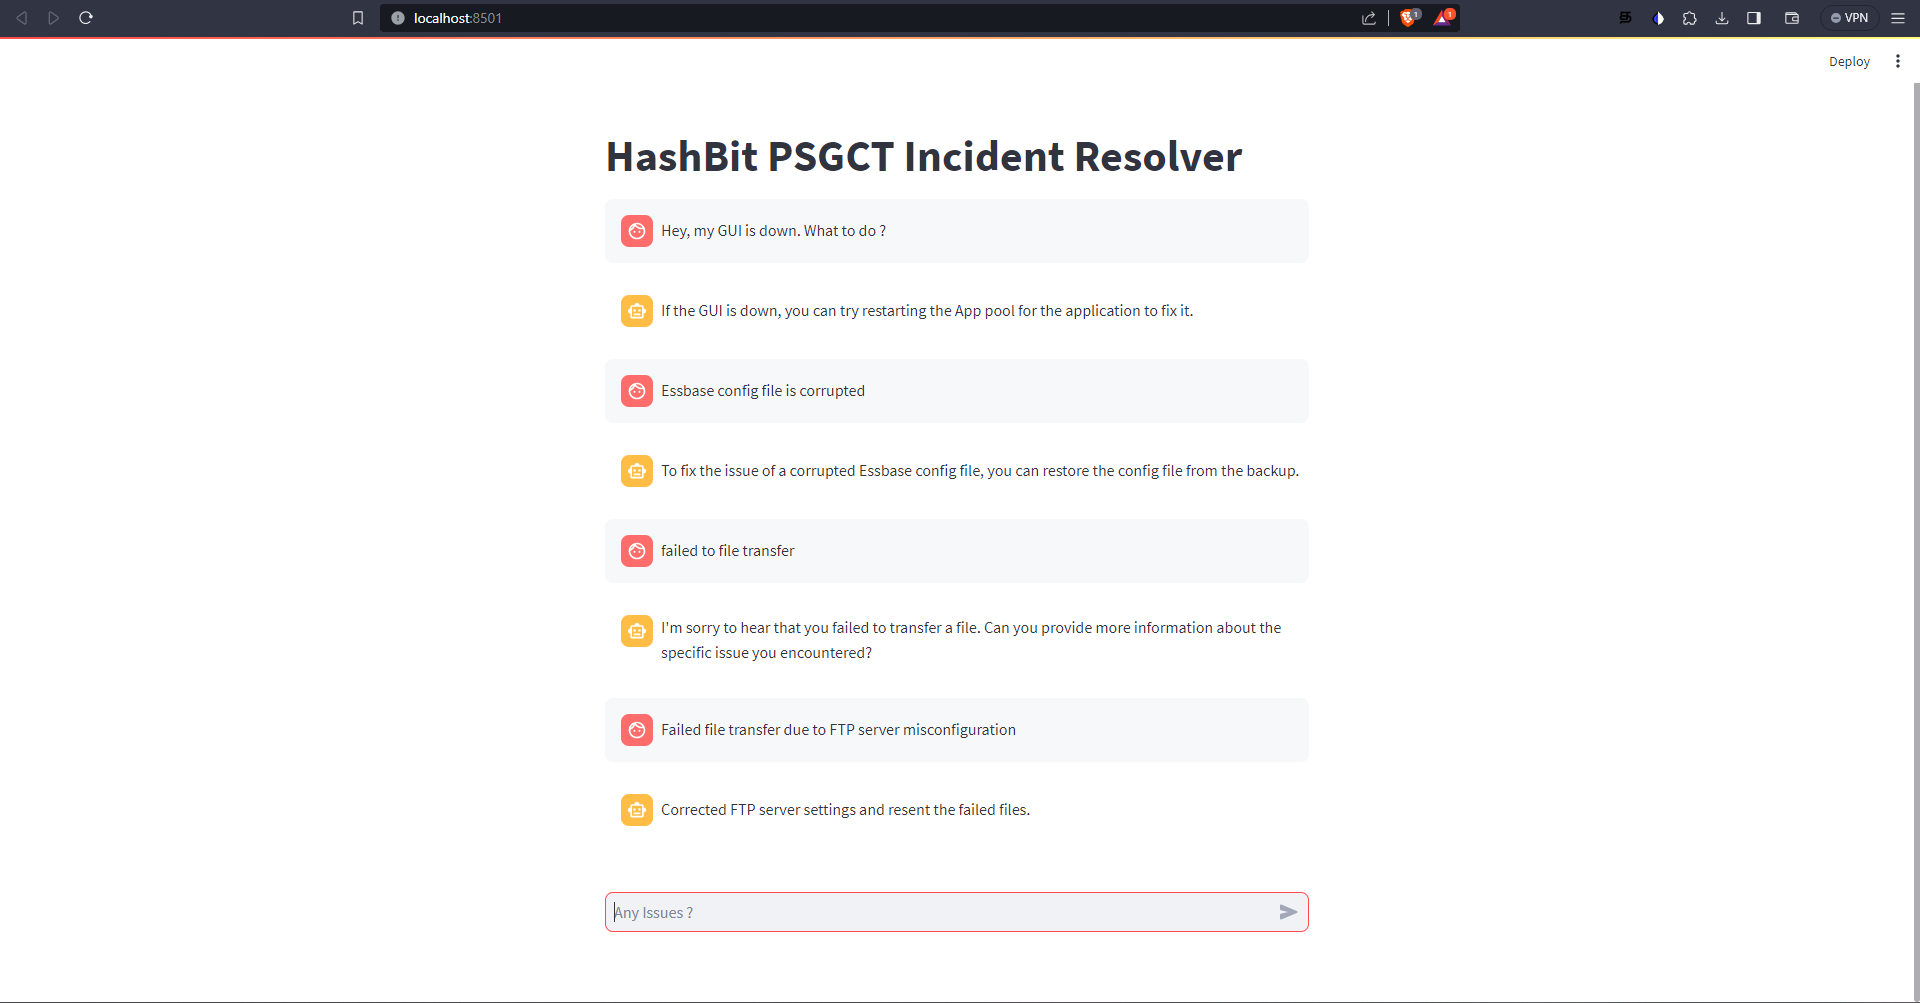 localhost:8501
1
1
VPN
Deploy
HashBit PSGCT Incident Resolver
Hey, my GUI is down. What to do ?
If the GUI is down, you can try restarting the App pool for the application to fix it.
Essbase config file is corrupted
To fix the issue of a corrupted Essbase config file, you can restore the config file from the backup.
failed to file transfer
I'm sorry to hear that you failed to transfer a file. Can you provide more information about the
specific issue you encountered?
Failed file transfer due to FTP server misconfiguration
Corrected FTP server settings and resent the failed files.
Any Issues ?